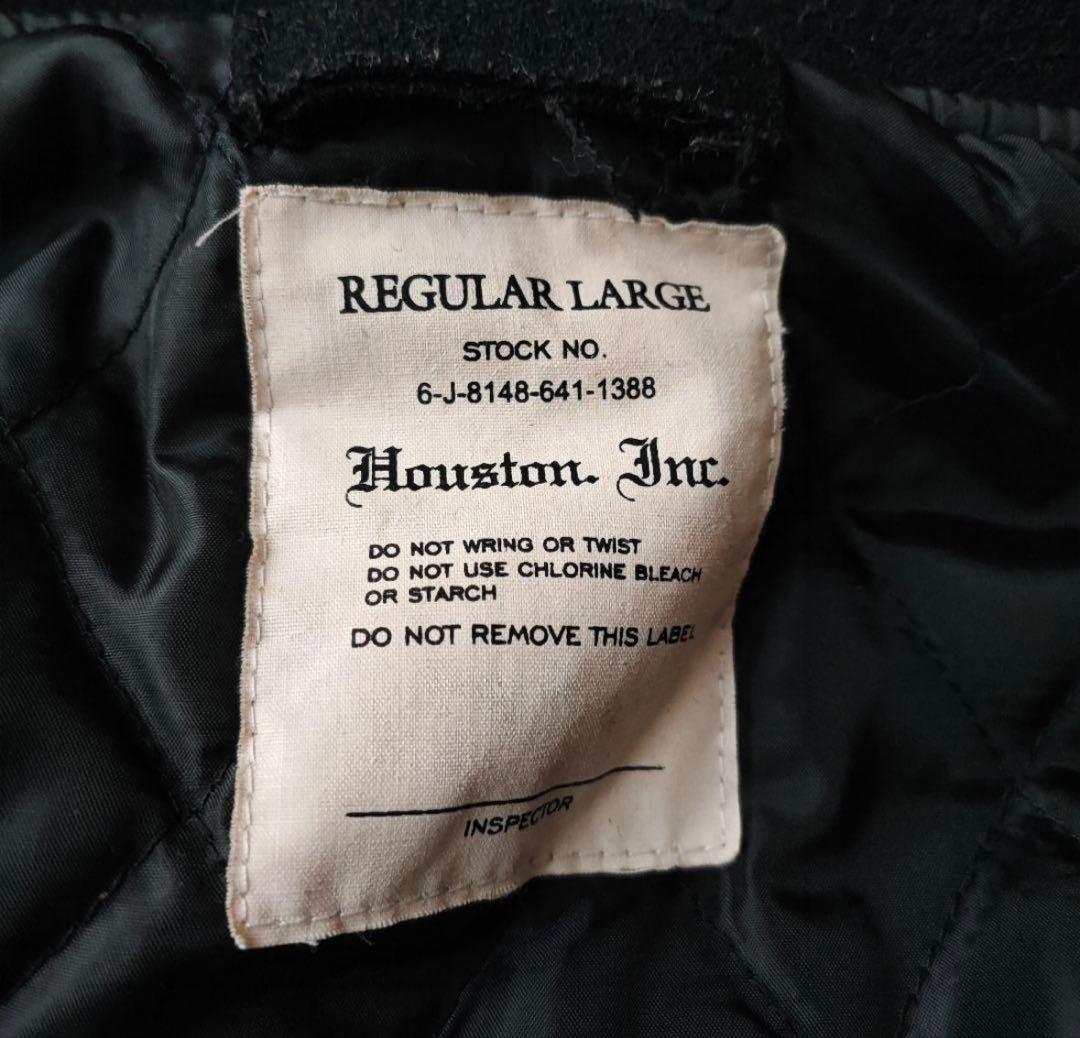 REGULAR LARGE
STOCK NO.
6-J-8148-641-1388
Houston. Inc.
DO NOT WRING OR TWIST
DO NOT USE CHLORINE BLEACH
OR STARCH
DO NOT REMOVE THIS LABEL
INSPECTOR